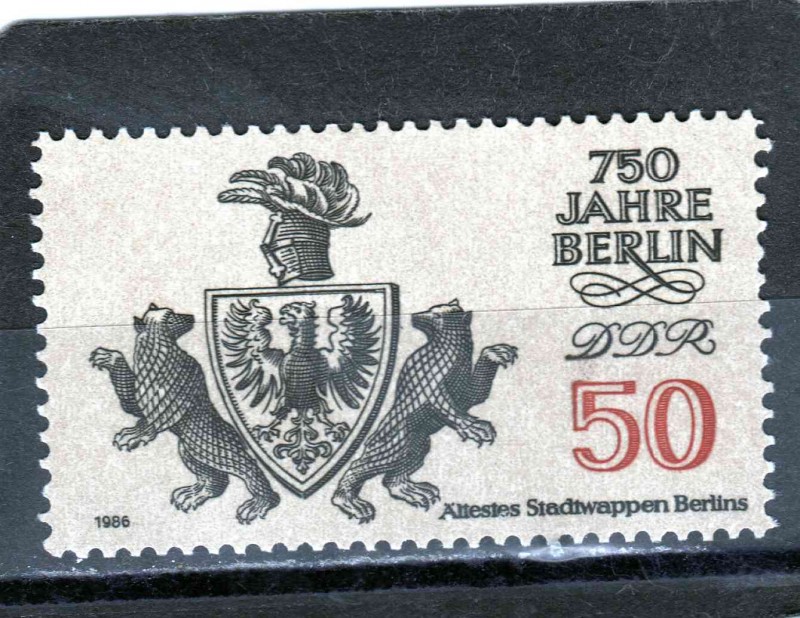 750
JAHRE
BERLIN
DDR
50
Ältestes Stadtwappen Berlins
1986